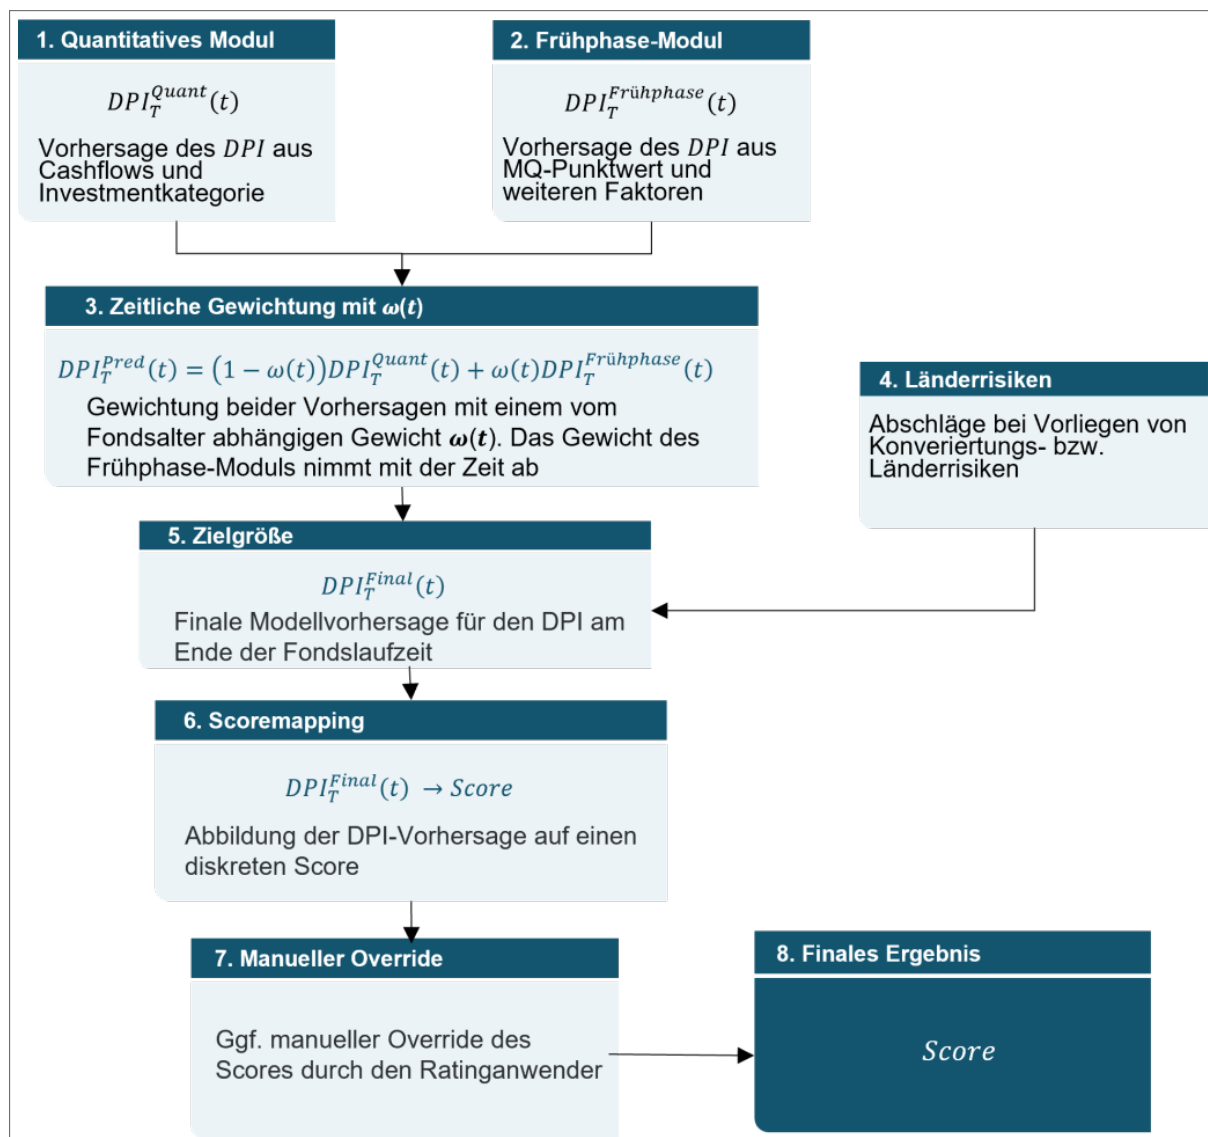 1. Quantitatives Modul
DPI_T^Quant(t)
Vorhersage des DPI aus
Cashflows und
Investmentkategorie
2. Frühphase-Modul
DPI_T^Frühphase(t)
Vorhersage des DPI aus
MQ-Punktwert und
weiteren Faktoren
3. Zeitliche Gewichtung mit ω(t)
DPI_T^Pred(t) = (1 − ω(t))DPI_T^Quant(t) + ω(t)DPI_T^Frühphase(t)
Gewichtung beider Vorhersagen mit einem vom
Fondsalter abhängigen Gewicht ω(t). Das Gewicht des
Frühphase-Moduls nimmt mit der Zeit ab
4. Länderrisiken
Abschläge bei Vorliegen von
Konveriertungs- bzw.
Länderrisiken
5. Zielgröße
DPI_T^Final(t)
Finale Modellvorhersage für den DPI am
Ende der Fondslaufzeit
6. Scoremapping
DPI_T^Final(t) → Score
Abbildung der DPI-Vorhersage auf einen
diskreten Score
7. Manueller Override
Ggf. manueller Override des
Scores durch den Ratinganwender
8. Finales Ergebnis
Score